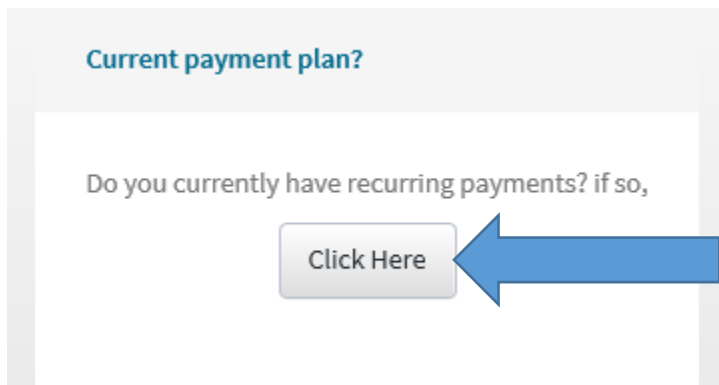 Current payment plan?
Do you currently have recurring payments? if so,
Click Here